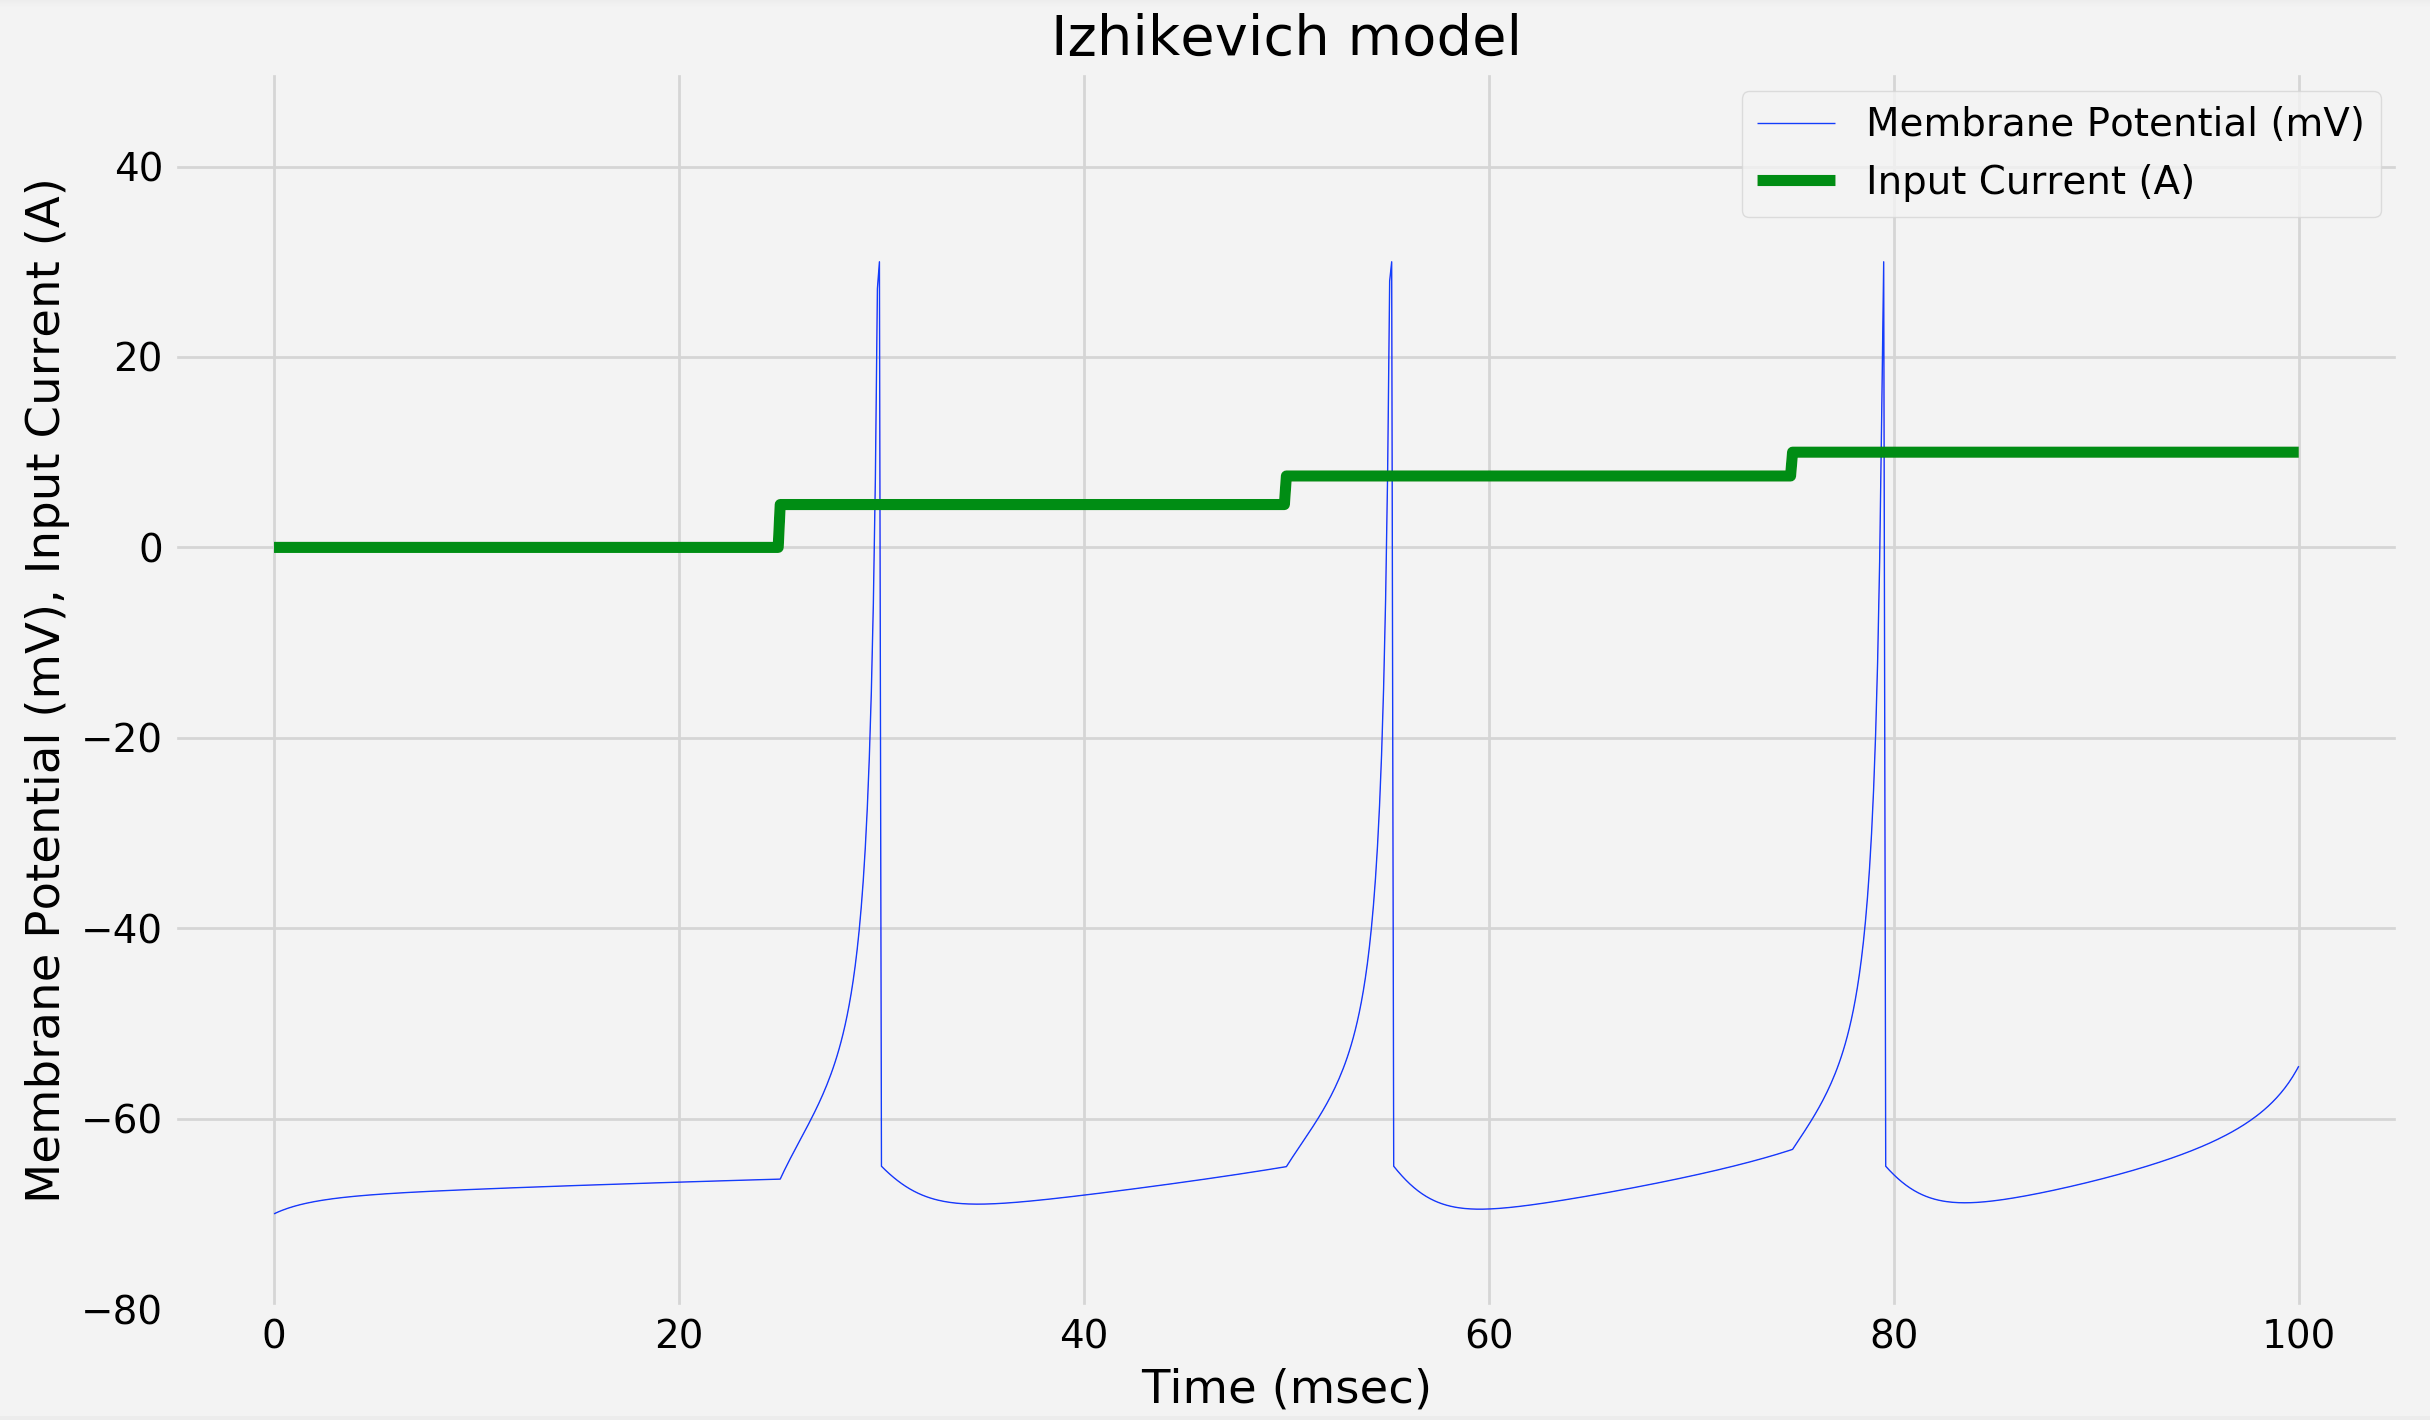 Izhikevich model
Membrane Potential (mV)
Input Current (A)
Membrane Potential (mV), Input Current (A)
40
20
0
−20
−40
−60
−80
0
20
40
60
80
100
Time (msec)